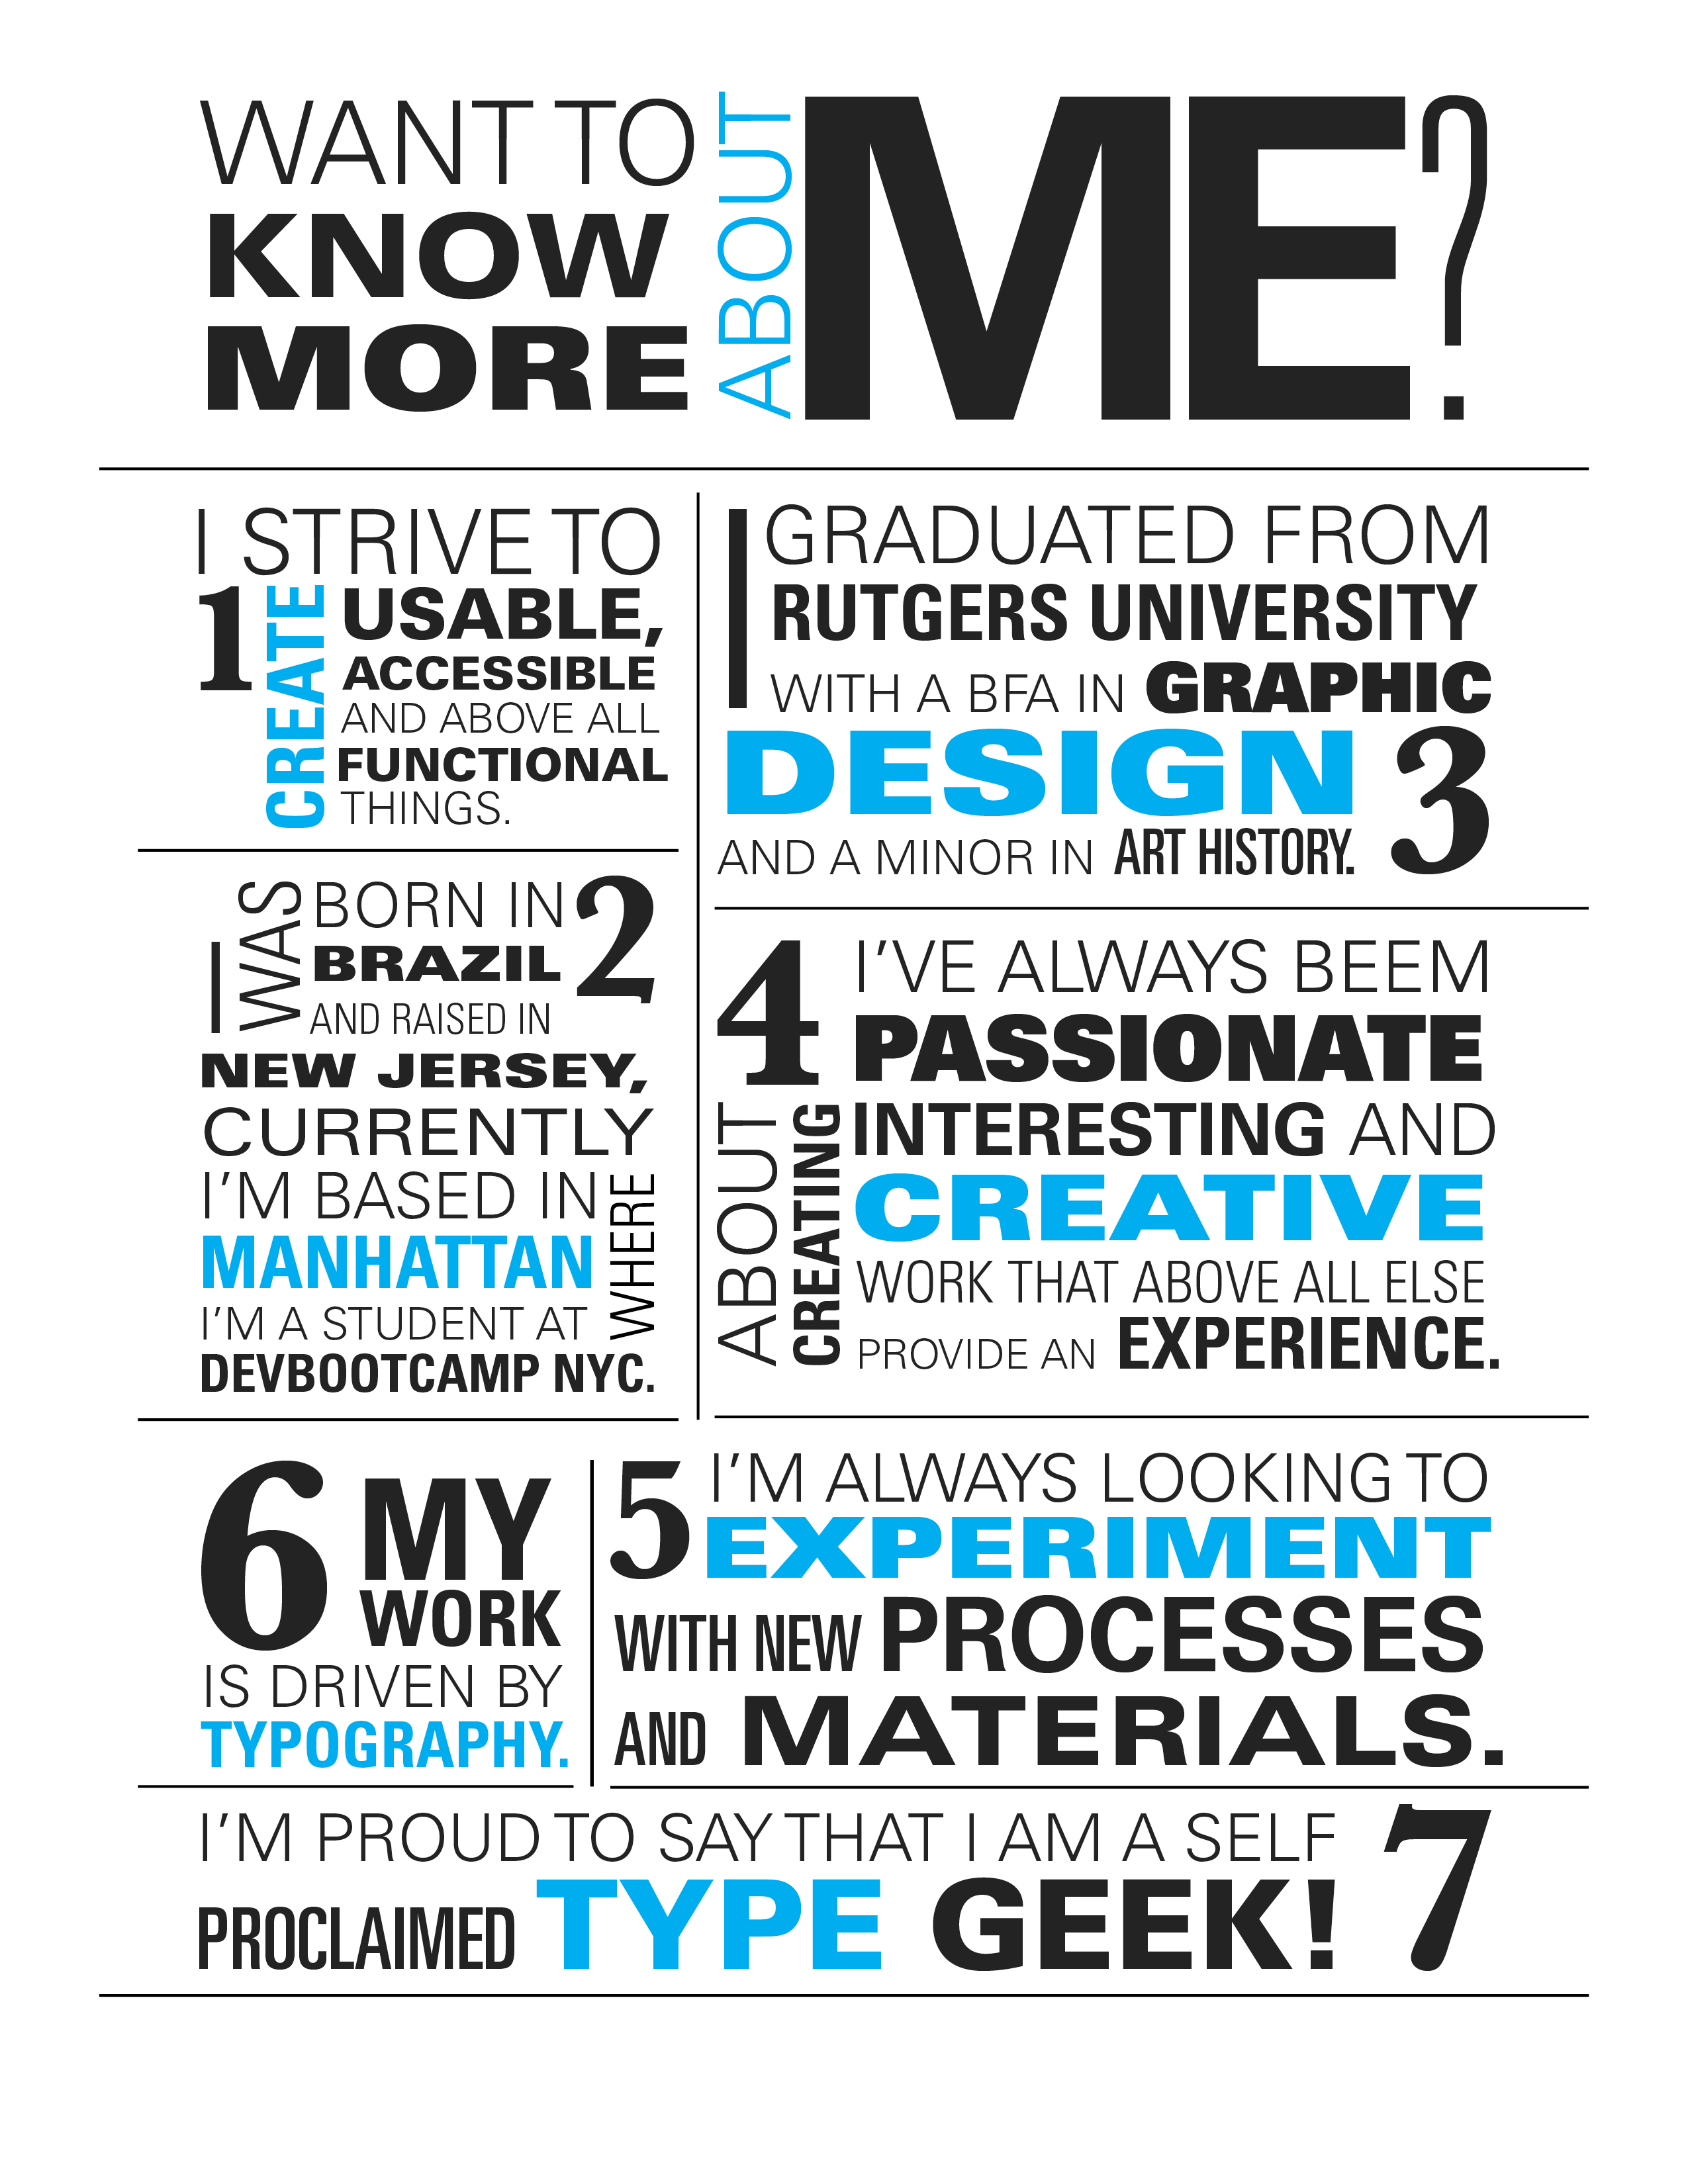 WANT TO
KNOW
MORE
ABOUT
ME?
I STRIVE TO
1
CREATE
USABLE,
ACCESSIBLE
AND ABOVE ALL
FUNCTIONAL
THINGS.
I
WAS
BORN IN
BRAZIL
AND RAISED IN
2
NEW JERSEY,
CURRENTLY
I'M BASED IN
MANHATTAN
WHERE
I'M A STUDENT AT
DEVBOOTCAMP NYC.
I
GRADUATED FROM
RUTGERS UNIVERSITY
WITH A BFA IN GRAPHIC
DESIGN
3
AND A MINOR IN ART HISTORY.
4
I'VE ALWAYS BEEM
PASSIONATE
ABOUT
CREATING
INTERESTING AND
CREATIVE
WORK THAT ABOVE ALL ELSE
PROVIDE AN EXPERIENCE.
5
I'M ALWAYS LOOKING TO
EXPERIMENT
WITH NEW PROCESSES
AND MATERIALS.
6
MY
WORK
IS DRIVEN BY
TYPOGRAPHY.
I'M PROUD TO SAY THAT I AM A SELF
PROCLAIMED TYPE GEEK!
7